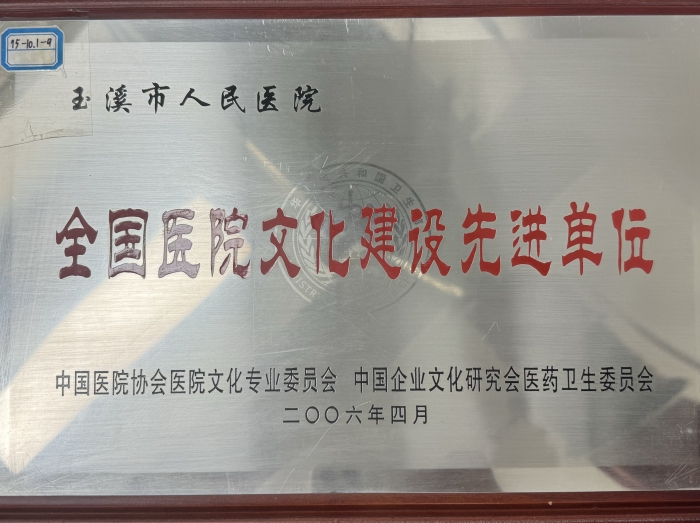 15-10.1-9
玉溪市人民医院
全国医院文化建设先进单位
中国医院协会医院文化专业委员会 中国企业文化研究会医药卫生委员会
二〇〇六年四月